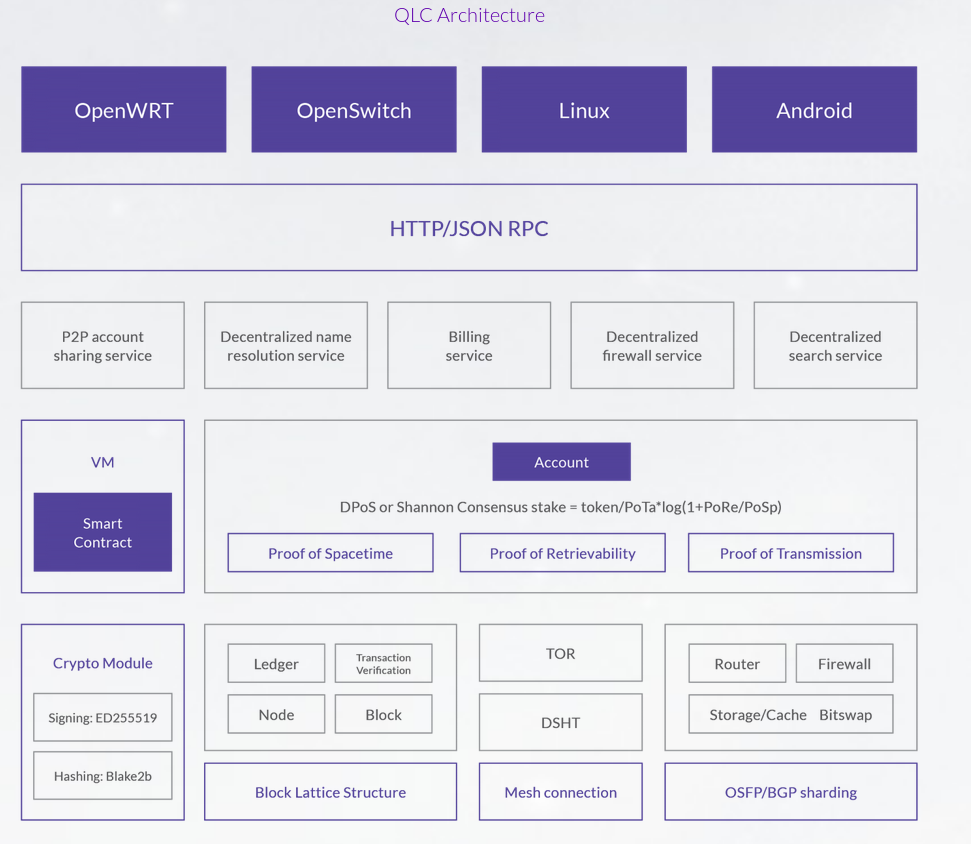 QLC Architecture
OpenWRT
OpenSwitch
Linux
Android
HTTP/JSON RPC
P2P account
sharing service
Decentralized name
resolution service
Billing
service
Decentralized
firewall service
Decentralized
search service
VM
Smart
Contract
Account
DPoS or Shannon Consensus stake = token/PoTa*log(1+PoRe/PoSp)
Proof of Spacetime
Proof of Retrievability
Proof of Transmission
Crypto Module
Signing: ED255519
Hashing: Blake2b
Ledger
Transaction
Verification
Node
Block
Block Lattice Structure
TOR
DSHT
Mesh connection
Router
Firewall
Storage/Cache Bitswap
OSFP/BGP sharding